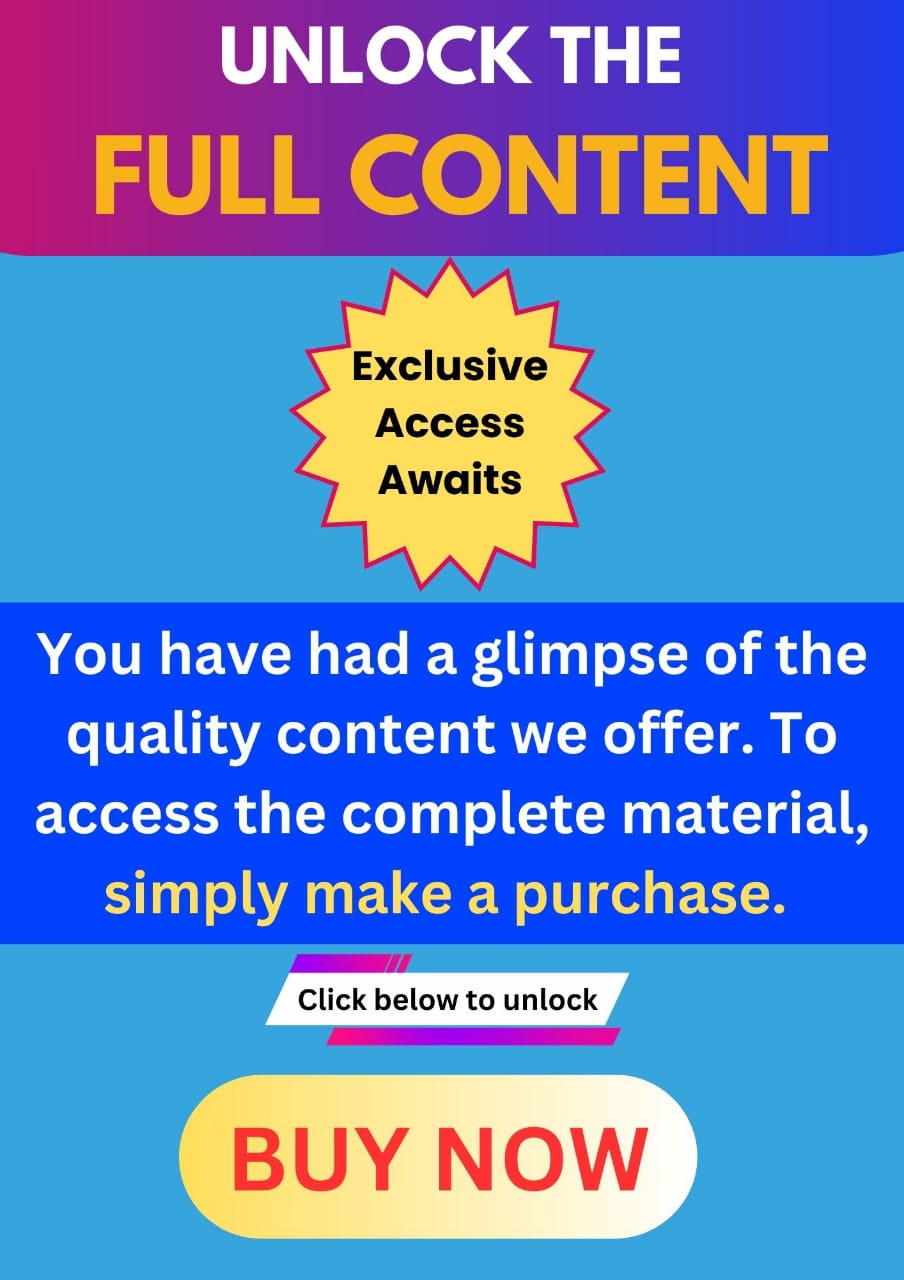 UNLOCK THE
FULL CONTENT
Exclusive
Access
Awaits
You have had a glimpse of the
quality content we offer. To
access the complete material,
simply make a purchase.
Click below to unlock
BUY NOW